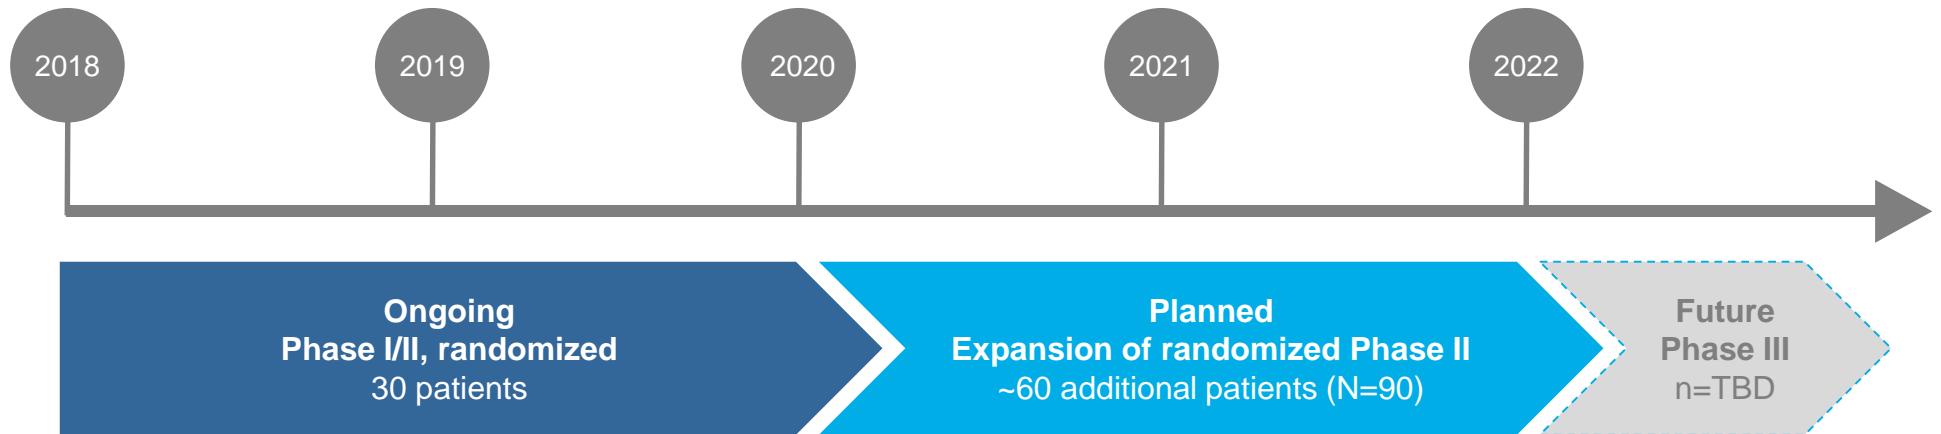 2018
2019
2020
2021
2022
Ongoing
Phase I/II, randomized
30 patients
Planned
Expansion of randomized Phase II
~60 additional patients (N=90)
Future
Phase III
n=TBD